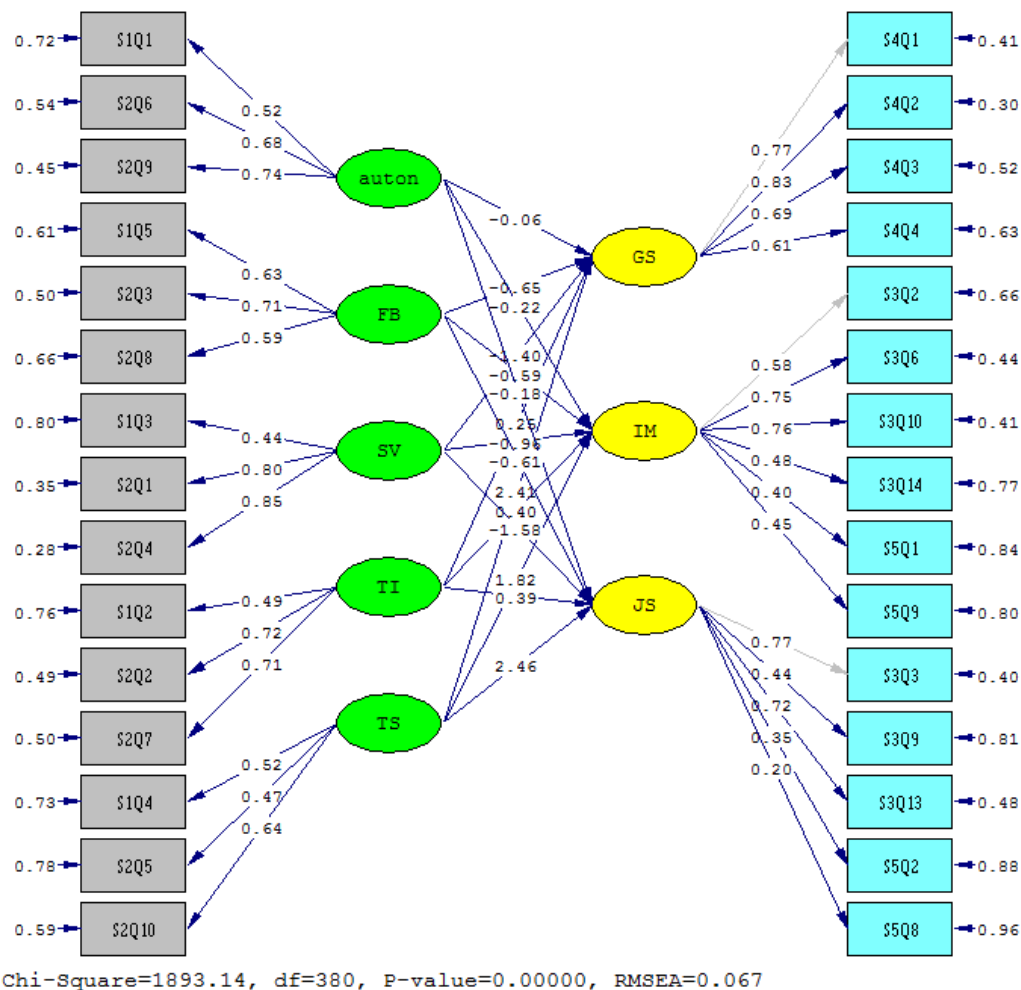 0.72 S1Q1
0.54 S2Q6
0.45 S2Q9
0.61 S1Q5
0.50 S2Q3
0.66 S2Q8
0.80 S1Q3
0.35 S2Q1
0.28 S2Q4
0.76 S1Q2
0.49 S2Q2
0.50 S2Q7
0.73 S1Q4
0.78 S2Q5
0.59 S2Q10
0.52
0.68
0.74
0.63
0.71
0.59
0.44
0.80
0.85
0.49
0.72
0.71
0.52
0.47
0.64
auton
FB
SV
TI
TS
-0.06
-0.65
-0.22
-1.40
-0.59
-0.18
0.25
-0.96
-0.61
2.41
0.40
-1.58
1.82
0.39
2.46
GS
IM
JS
0.77
0.83
0.69
0.61
0.58
0.75
0.76
0.48
0.40
0.45
0.77
0.44
0.72
0.35
0.20
S4Q1 0.41
S4Q2 0.30
S4Q3 0.52
S4Q4 0.63
S3Q2 0.66
S3Q6 0.44
S3Q10 0.41
S3Q14 0.77
S5Q1 0.84
S5Q9 0.80
S3Q3 0.40
S3Q9 0.81
S3Q13 0.48
S5Q2 0.88
S5Q8 0.96
Chi-Square=1893.14, df=380, P-value=0.00000, RMSEA=0.067